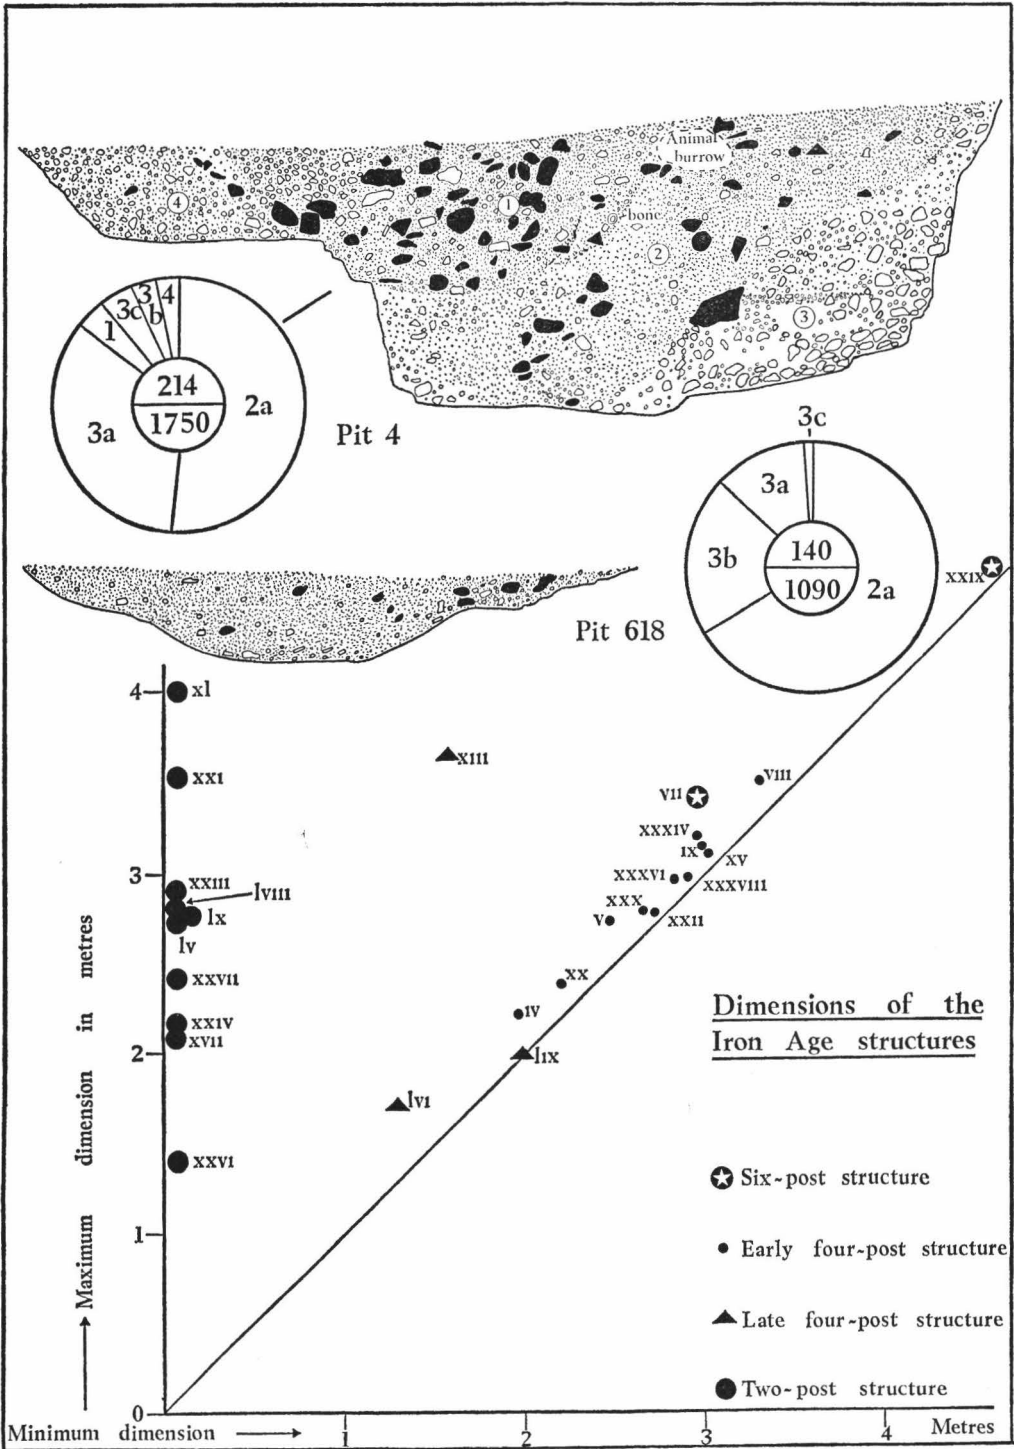 Animal
burrow
4
1
bone
2
3
3c
3
b
4
1
214
1750
2a
3a
Pit 4
3c
3a
3b
140
1090
2a
Pit 618
xxix
4
xl
xiii
xxi
viii
vii
xxxiv
ix
xv
3
xxiii
lviii
xxxvi
xxxviii
lx
xxx
v
xxii
lv
xxvii
xx
iv
xxiv
xvii
2
lix
lvi
xxvi
1
0
Maximum dimension in metres
Dimensions of the
Iron Age structures
Six-post structure
Early four-post structure
Late four-post structure
Two-post structure
Minimum dimension
1
2
3
4
Metres